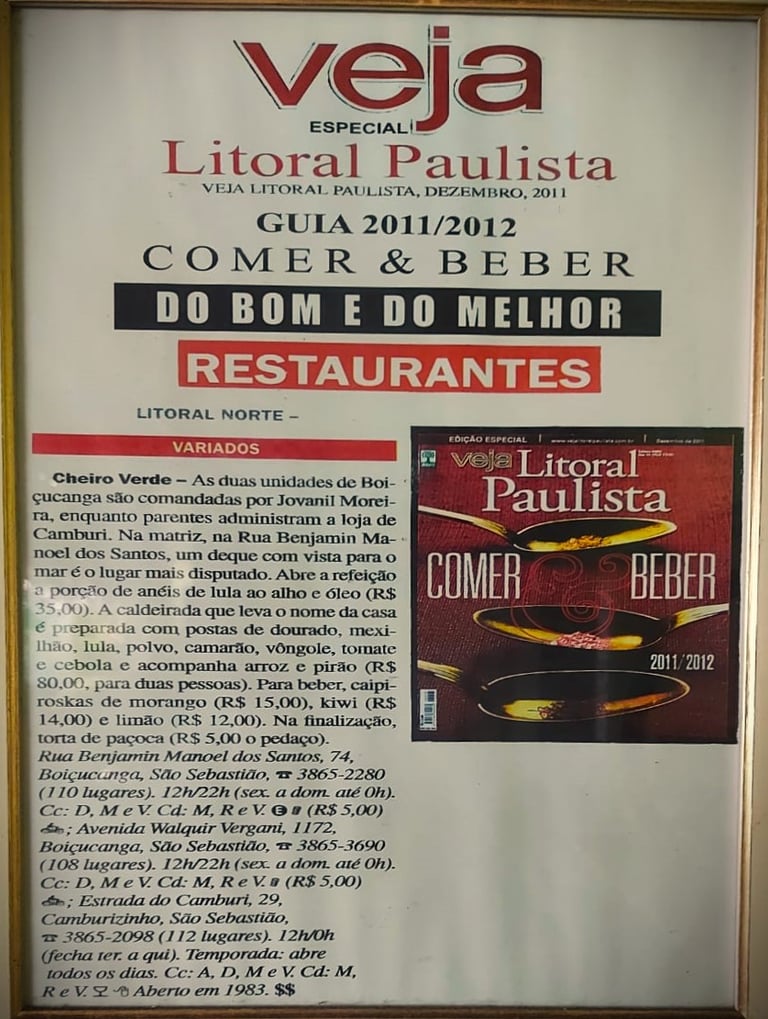 veja
ESPECIAL
Litoral Paulista
VEJA LITORAL PAULISTA, DEZEMBRO, 2011
GUIA 2011/2012
COMER & BEBER
DO BOM E DO MELHOR
RESTAURANTES
LITORAL NORTE –
VARIADOS
Cheiro Verde – As duas unidades de Boi-
çucanga são comandadas por Jovanil Morei-
ra, enquanto parentes administram a loja de
Camburi. Na matriz, na Rua Benjamin Ma-
noel dos Santos, um deque com vista para o
mar é o lugar mais disputado. Abre a refeição
a porção de anéis de lula ao alho e óleo (R$
35,00). A caldeirada que leva o nome da casa
é preparada com postas de dourado, mexi-
lhão, lula, polvo, camarão, vôngole, tomate
e cebola e acompanha arroz e pirão (R$
80,00, para duas pessoas). Para beber, caipi-
roskas de morango (R$ 15,00), kiwi (R$
14,00) e limão (R$ 12,00). Na finalização,
torta de paçoca (R$ 5,00 o pedaço).
Rua Benjamin Manoel dos Santos, 74,
Boiçucanga, São Sebastião, ☎ 3865-2280
(110 lugares). 12h/22h (sex. a dom. até 0h).
Cc: D, M e V. Cd: M, R e V. (R$ 5,00)
; Avenida Walquir Vergani, 1172,
Boiçucanga, São Sebastião, ☎ 3865-3690
(108 lugares). 12h/22h (sex. a dom. até 0h).
Cc: D, M e V. Cd: M, R e V. (R$ 5,00)
; Estrada do Camburi, 29,
Camburizinho, São Sebastião,
☎ 3865-2098 (112 lugares). 12h/0h
(fecha ter. a qui). Temporada: abre
todos os dias. Cc: A, D, M e V. Cd: M,
R e V. Aberto em 1983. $$
EDIÇÃO ESPECIAL | www.vejalitoralpaulista.com.br | Dezembro de 2011
Abril
veja Litoral
Paulista
COMER & BEBER
2011/2012